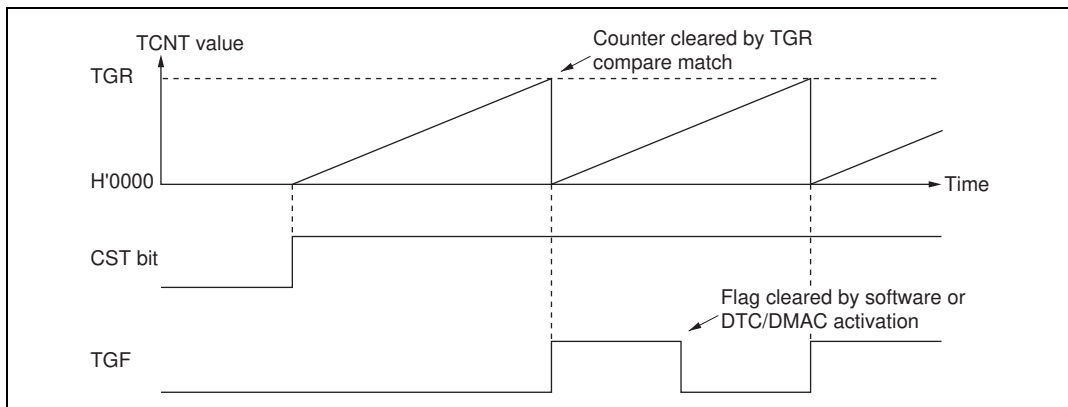 TCNT value
Counter cleared by TGR
compare match
TGR
H'0000
Time
CST bit
Flag cleared by software or
DTC/DMAC activation
TGF